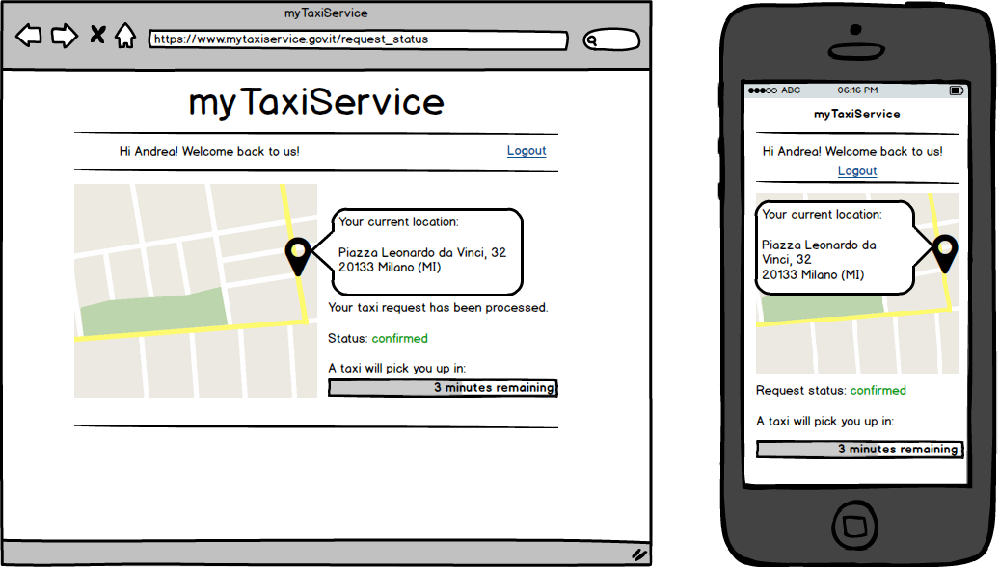 myTaxiService
https://www.mytaxiservice.gov.it/request_status
myTaxiService
Hi Andrea! Welcome back to us!
Logout
Your current location:
Piazza Leonardo da Vinci, 32
20133 Milano (MI)
Your taxi request has been processed.
Status: confirmed
A taxi will pick you up in:
3 minutes remaining
ABC
06:16 PM
myTaxiService
Hi Andrea! Welcome back to us!
Logout
Your current location:
Piazza Leonardo da
Vinci, 32
20133 Milano (MI)
Request status: confirmed
A taxi will pick you up in:
3 minutes remaining